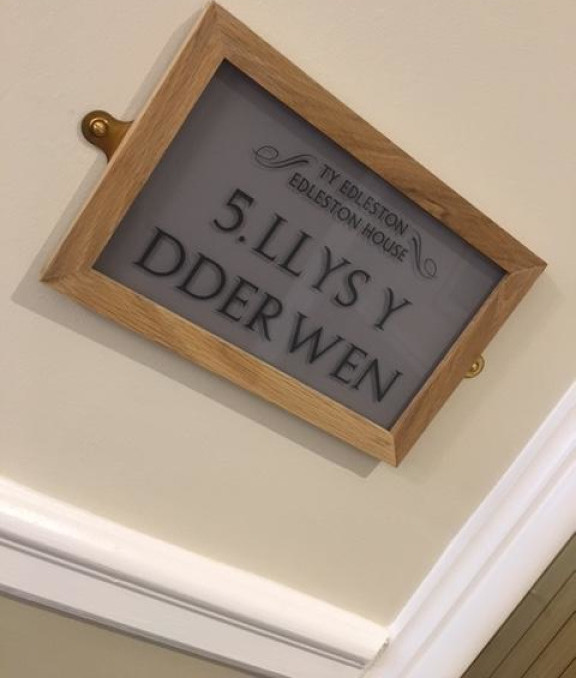 TY EDLESTON
EDLESTON HOUSE
5.LLYS Y
DDERWEN